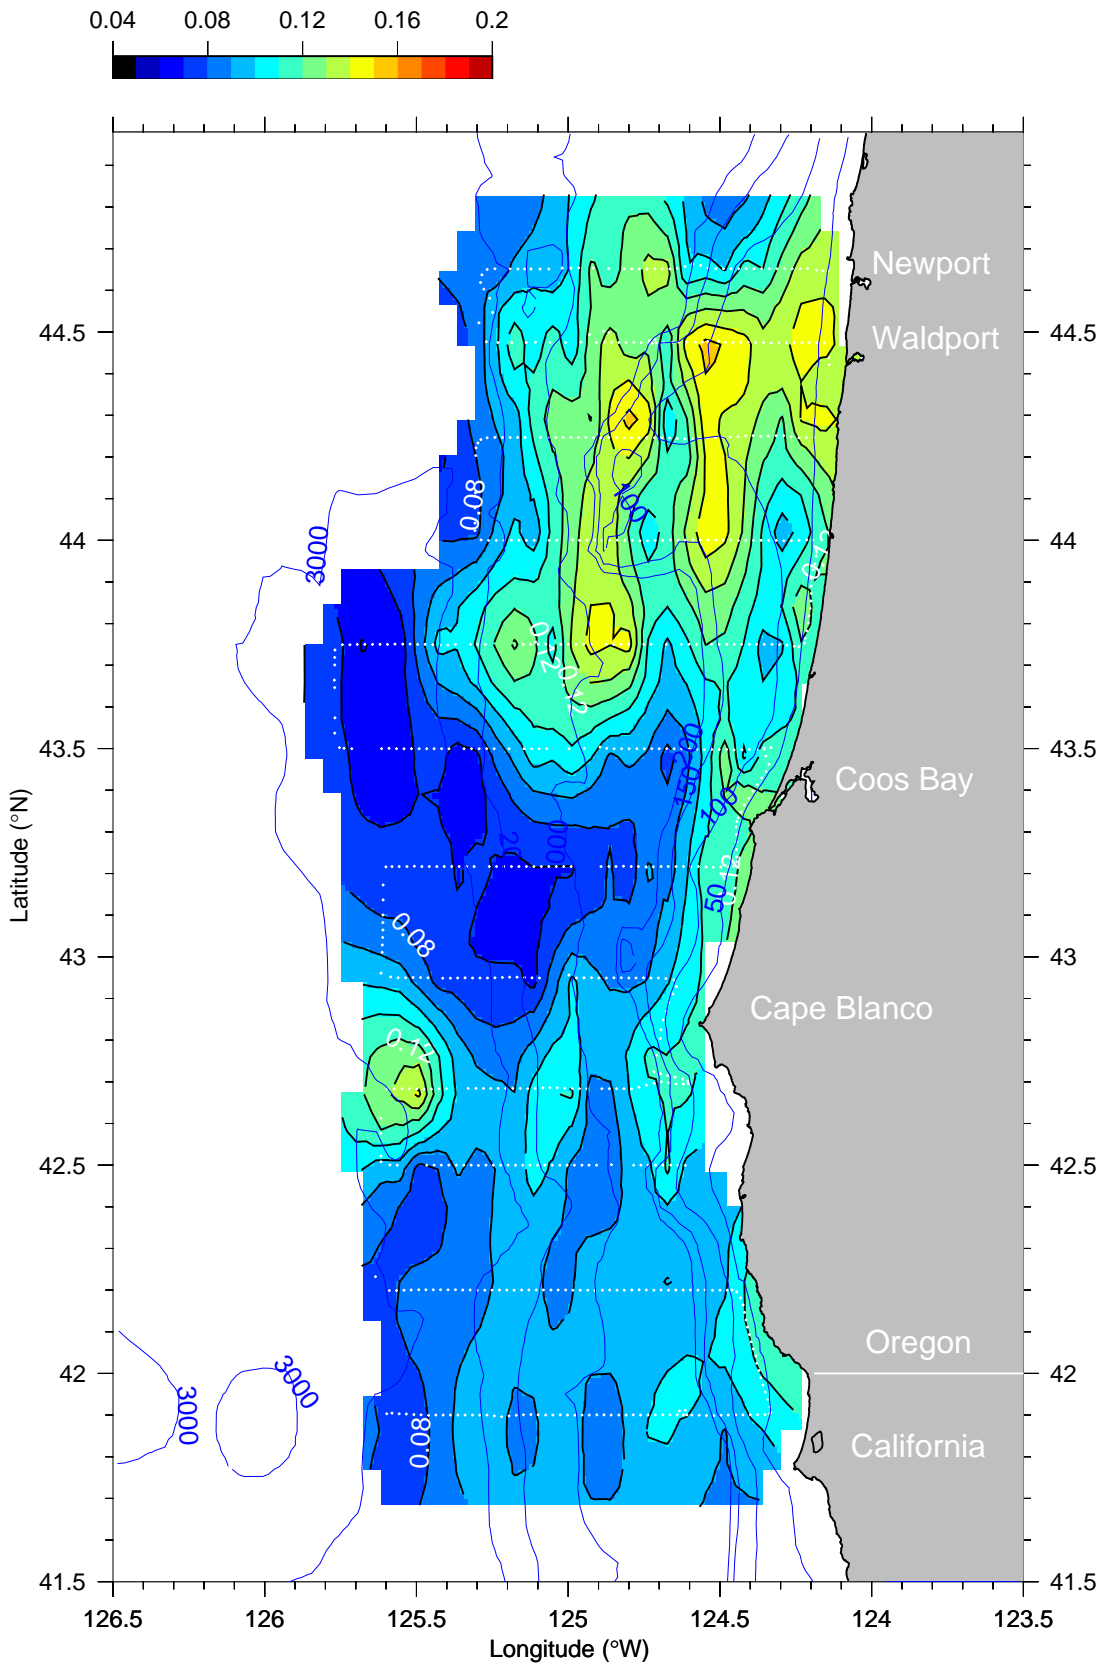 0.04 0.08 0.12 0.16 0.2
Newport
44.5 Waldport 44.5
0.08
100
44 3000 0.12 44
0.12
0.12
43.5 200 43.5
150
100 Coos Bay
0.12
50
0.08
43 43
Cape Blanco
0.12
42.5 42.5
Oregon
42 3000 42
3000
0.08 California
41.5 41.5
126.5 126 125.5 125 124.5 124 123.5
Longitude (°W)
Latitude (°N)